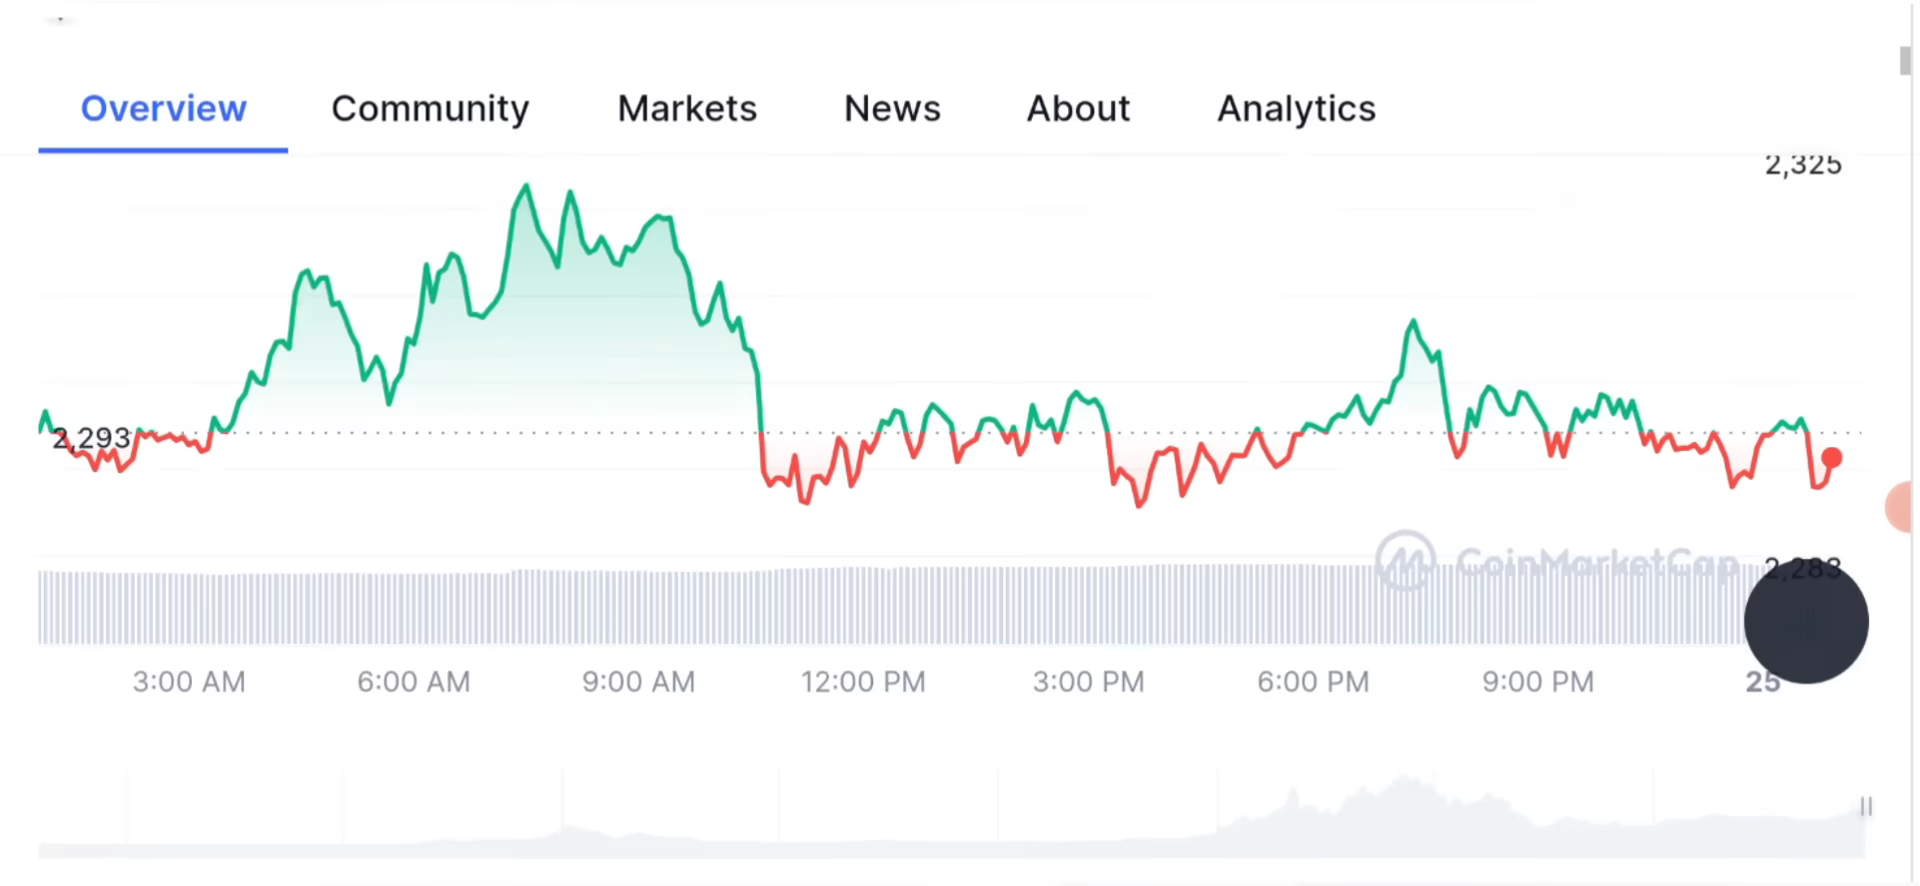 Overview Community Markets News About Analytics
2,325
2,293
CoinMarketCap
2,283
3:00 AM 6:00 AM 9:00 AM 12:00 PM 3:00 PM 6:00 PM 9:00 PM 25